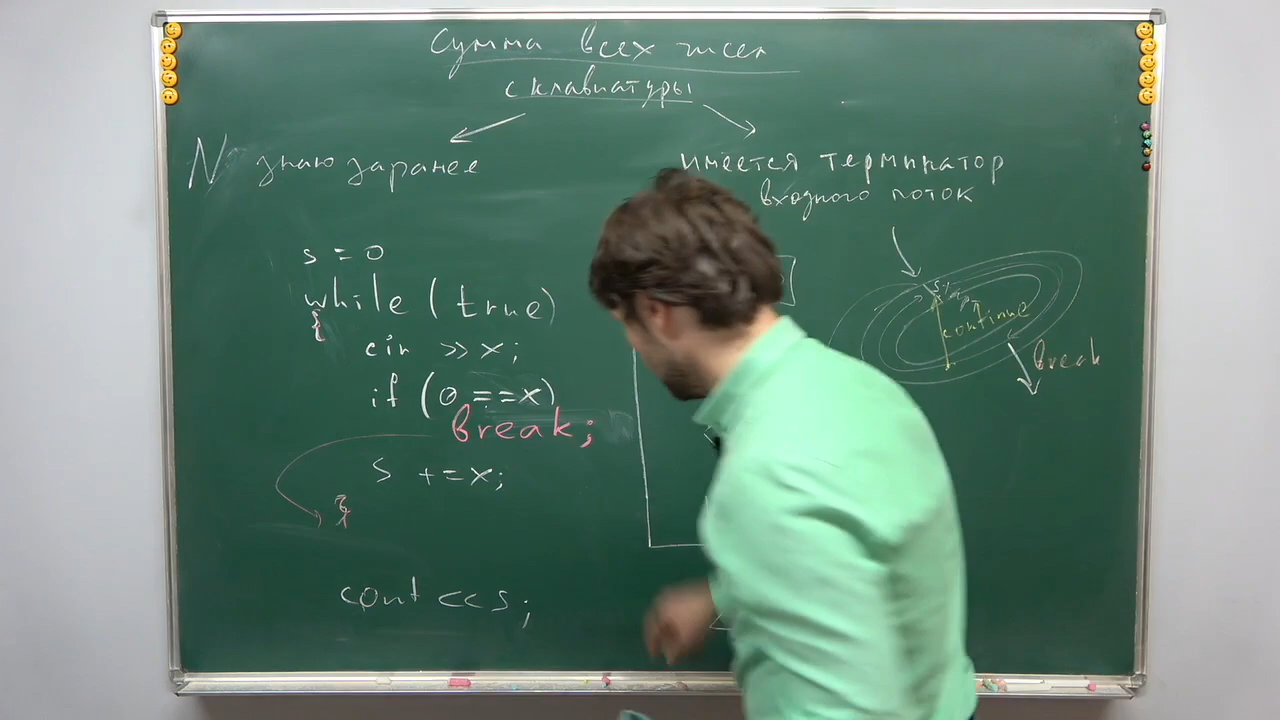 Сумма всех чисел
с клавиатуры
N знаю заранее
имеется терминатор
входного поток
s = 0
while (true)
{
cin >> x;
if (0 == x)
break;
s += x;
}
cout << s;
continue
break